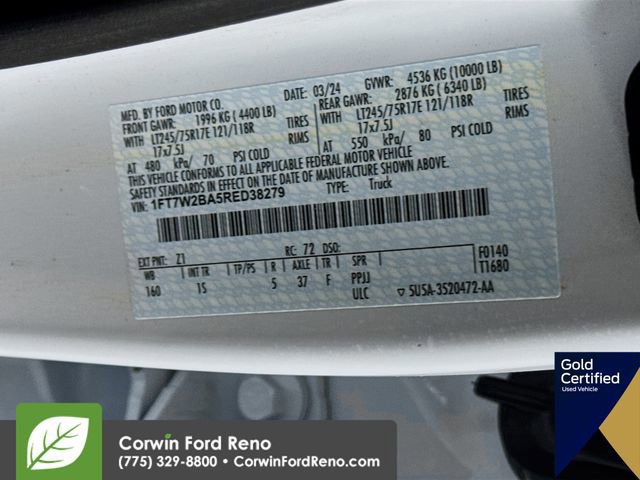 MFD. BY FORD MOTOR CO. DATE: 03/24 GVWR: 4536 KG (10000 LB)
FRONT GAWR: 1996 KG (4400 LB) REAR GAWR: 2876 KG (6340 LB)
WITH LT245/75R17E 121/118R TIRES WITH LT245/75R17E 121/118R TIRES
17x7.5J RIMS 17x7.5J RIMS
AT 480 kPa/ 70 PSI COLD AT 550 kPa/ 80 PSI COLD
THIS VEHICLE CONFORMS TO ALL APPLICABLE FEDERAL MOTOR VEHICLE
SAFETY STANDARDS IN EFFECT ON THE DATE OF MANUFACTURE SHOWN ABOVE.
VIN: 1FT7W2BA5RED38279 TYPE: Truck
EXT PNT: Z1 RC: 72 DSO: F0140
WB INT TR TP/PS R AXLE TR SPR T1680
160 1S 5 37 F PPJJ
ULC ▽ 5U5A-3520472-AA
Gold
Certified
Used Vehicle
Corwin Ford Reno
(775) 329-8800 • CorwinFordReno.com